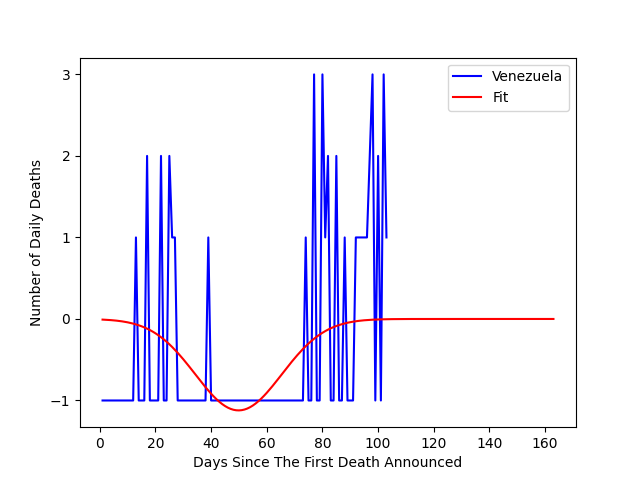 Venezuela
Fit
Number of Daily Deaths
3
2
1
0
−1
0 20 40 60 80 100 120 140 160
Days Since The First Death Announced